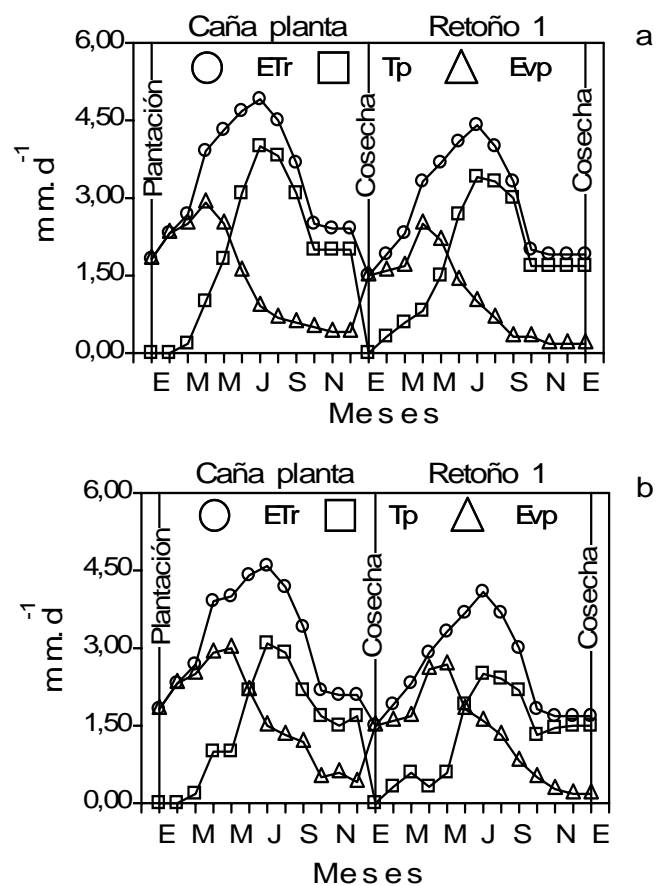 Caña planta Retoño 1 a
6,00
ETr Tp Evp
Plantación
Cosecha
Cosecha
4,50
3,00
1,50
0,00
mm.d-1
E M M J S N E M M J S N E
Meses
Caña planta Retoño 1 b
6,00
ETr Tp Evp
Plantación
Cosecha
Cosecha
4,50
3,00
1,50
0,00
mm.d-1
E M M J S N E M M J S N E
Meses